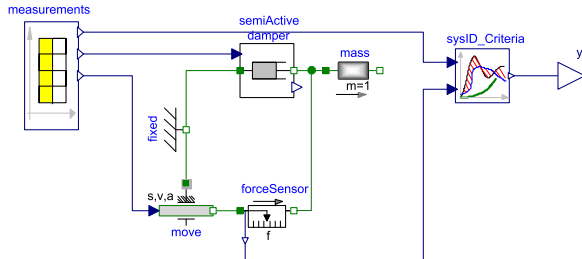 measurements
semiActive
damper
mass
m=1
sysID_Criteria
y
fixed
s,v,a
move
forceSensor
f